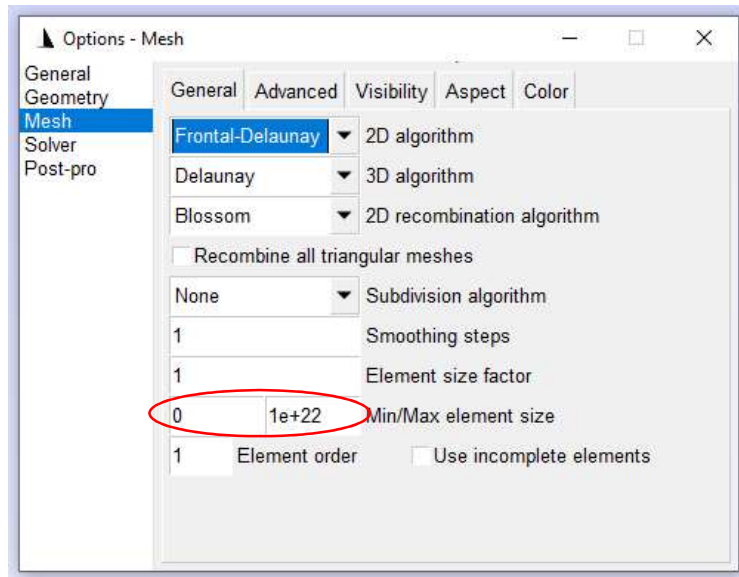 Options - Mesh
General
Geometry
Mesh
Solver
Post-pro
General Advanced Visibility Aspect Color
Frontal-Delaunay 2D algorithm
Delaunay 3D algorithm
Blossom 2D recombination algorithm
Recombine all triangular meshes
None Subdivision algorithm
1 Smoothing steps
1 Element size factor
0 1e+22 Min/Max element size
1 Element order Use incomplete elements